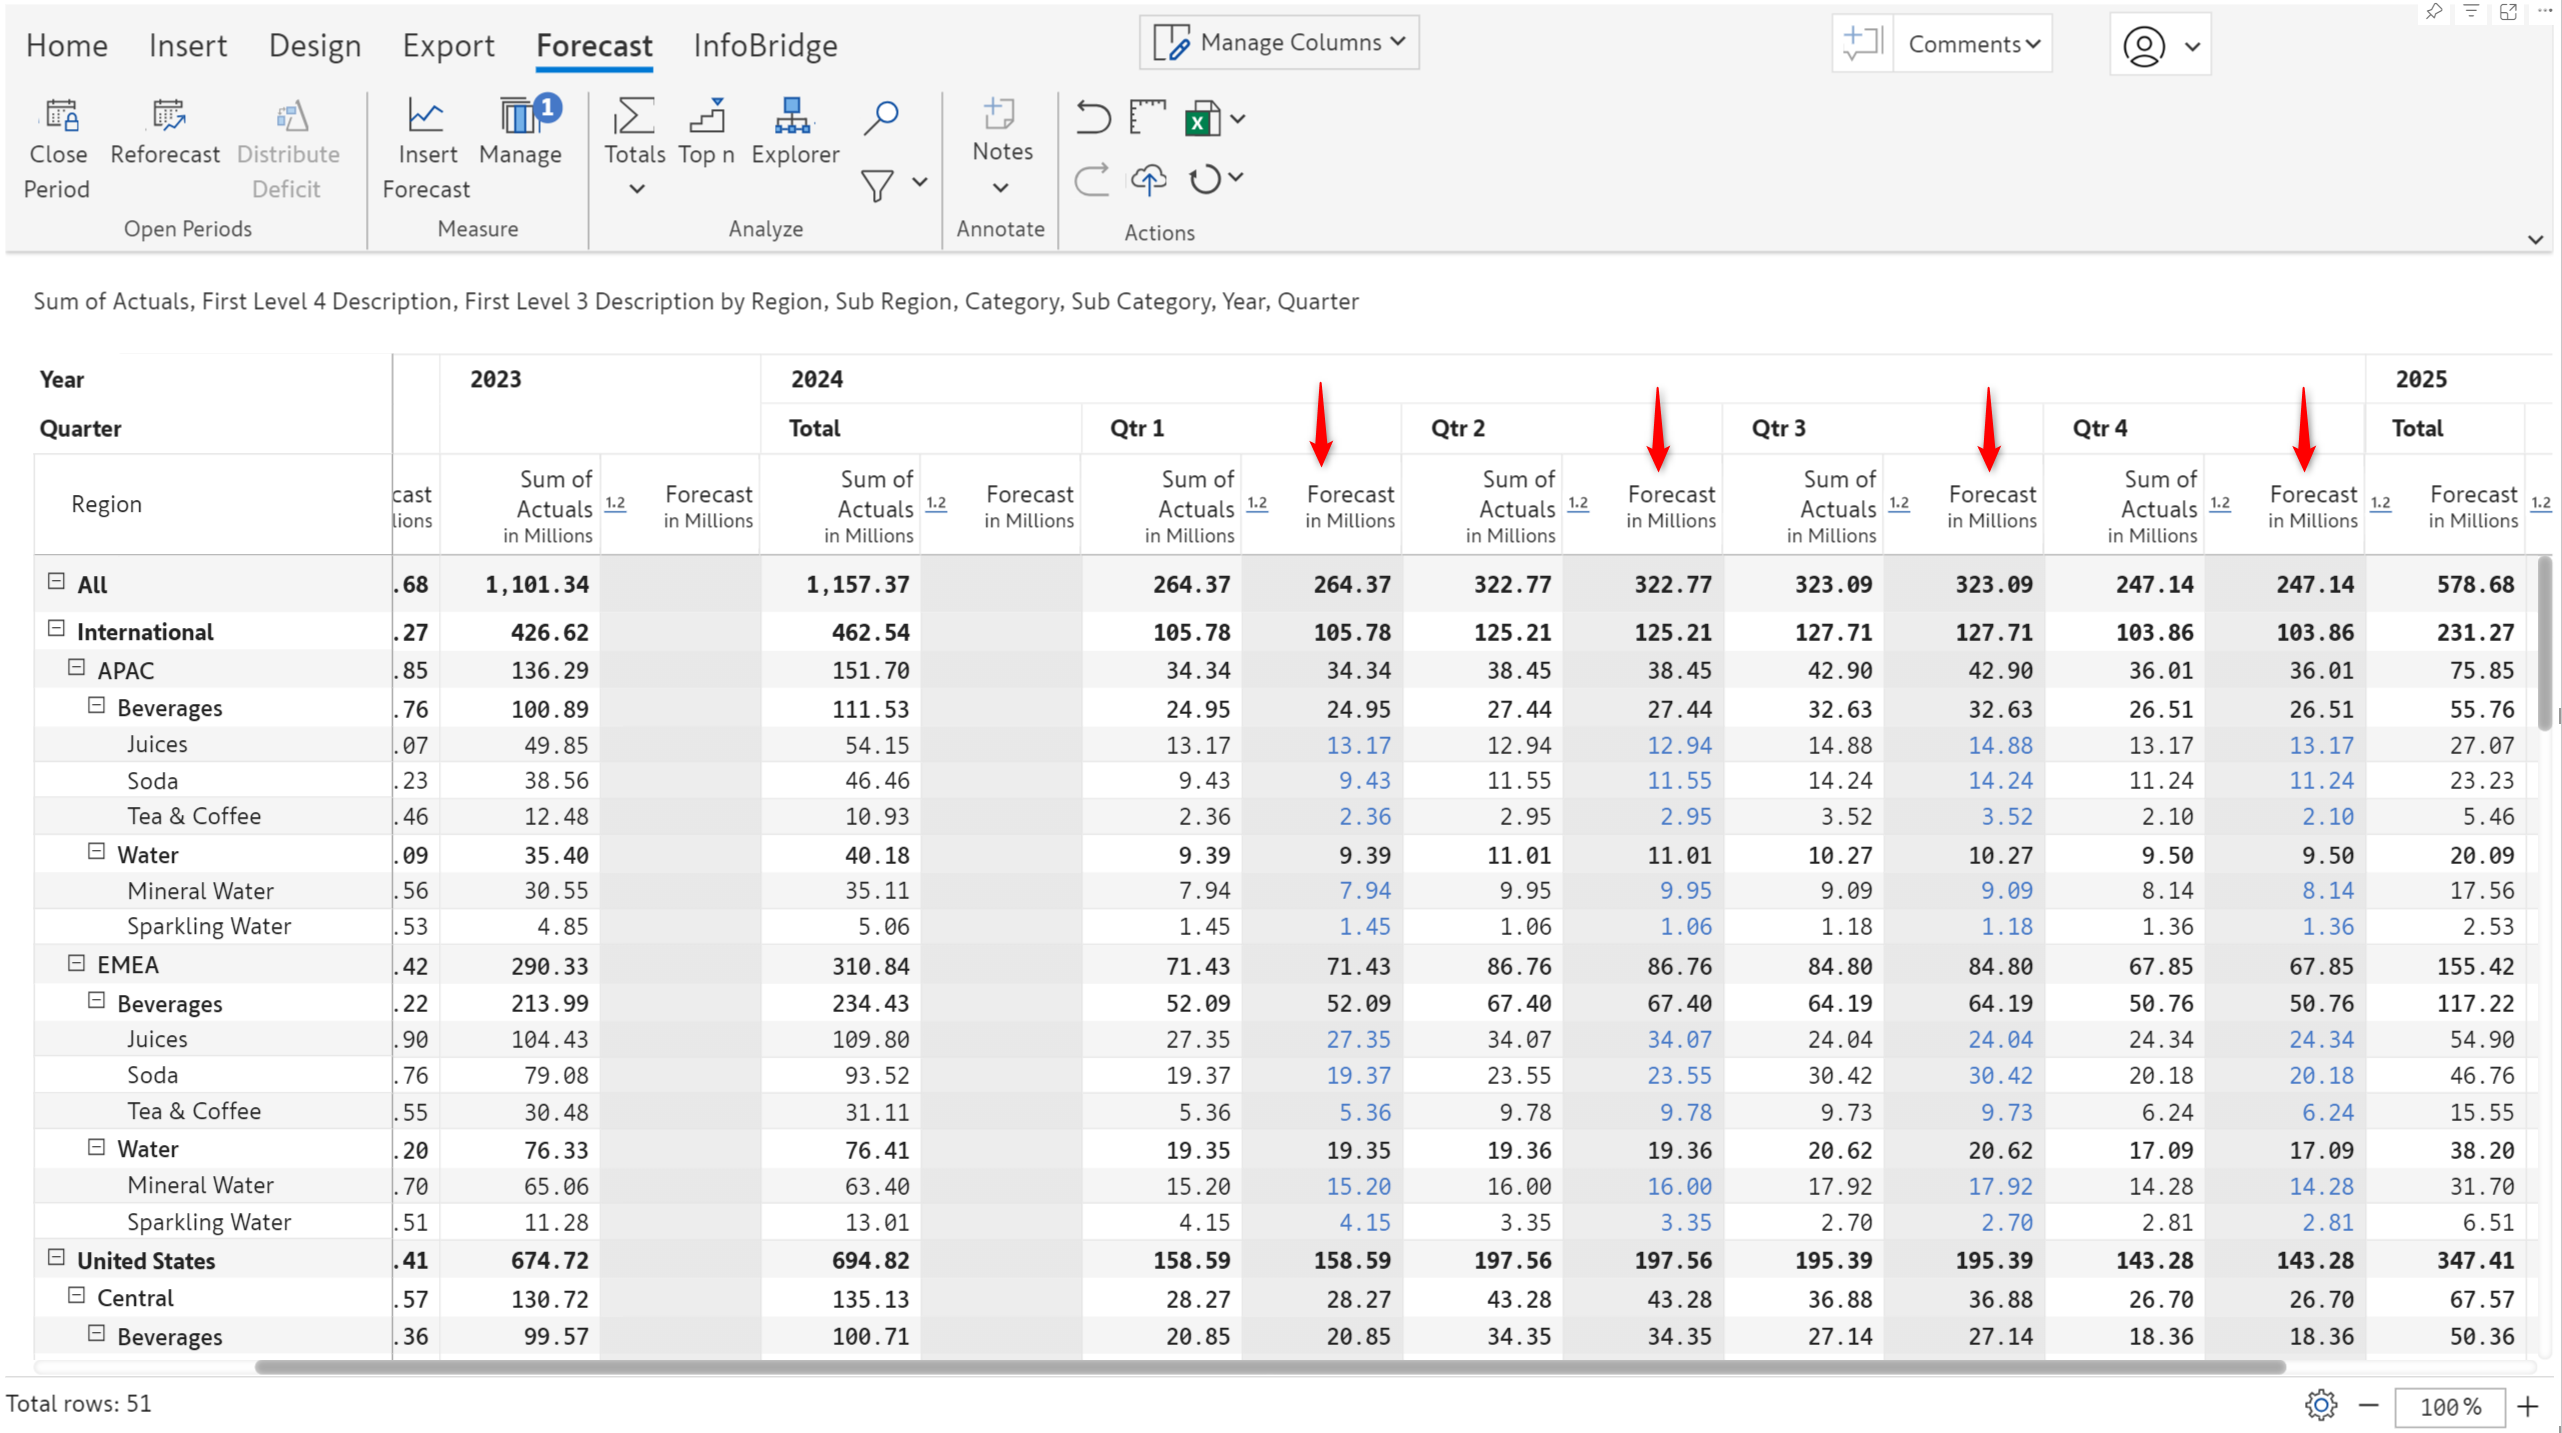 Home Insert Design Export Forecast InfoBridge Manage Columns Comments
Close Period Reforecast Distribute Deficit Insert Forecast Manage 1 Totals Top n Explorer Notes
Open Periods Measure Analyze Annotate Actions
Sum of Actuals, First Level 4 Description, First Level 3 Description by Region, Sub Region, Category, Sub Category, Year, Quarter
Year 2023 2024 2025
Quarter Total Qtr 1 Qtr 2 Qtr 3 Qtr 4 Total
Region cast lions Sum of Actuals in Millions 1.2 Forecast in Millions Sum of Actuals in Millions 1.2 Forecast in Millions Sum of Actuals in Millions 1.2 Forecast in Millions Sum of Actuals in Millions 1.2 Forecast in Millions Sum of Actuals in Millions 1.2 Forecast in Millions Sum of Actuals in Millions 1.2 Forecast in Millions 1.2 Forecast in Millions 1.2
All .68 1,101.34 1,157.37 264.37 264.37 322.77 322.77 323.09 323.09 247.14 247.14 578.68
International .27 426.62 462.54 105.78 105.78 125.21 125.21 127.71 127.71 103.86 103.86 231.27
APAC .85 136.29 151.70 34.34 34.34 38.45 38.45 42.90 42.90 36.01 36.01 75.85
Beverages .76 100.89 111.53 24.95 24.95 27.44 27.44 32.63 32.63 26.51 26.51 55.76
Juices .07 49.85 54.15 13.17 13.17 12.94 12.94 14.88 14.88 13.17 13.17 27.07
Soda .23 38.56 46.46 9.43 9.43 11.55 11.55 14.24 14.24 11.24 11.24 23.23
Tea & Coffee .46 12.48 10.93 2.36 2.36 2.95 2.95 3.52 3.52 2.10 2.10 5.46
Water .09 35.40 40.18 9.39 9.39 11.01 11.01 10.27 10.27 9.50 9.50 20.09
Mineral Water .56 30.55 35.11 7.94 7.94 9.95 9.95 9.09 9.09 8.14 8.14 17.56
Sparkling Water .53 4.85 5.06 1.45 1.45 1.06 1.06 1.18 1.18 1.36 1.36 2.53
EMEA .42 290.33 310.84 71.43 71.43 86.76 86.76 84.80 84.80 67.85 67.85 155.42
Beverages .22 213.99 234.43 52.09 52.09 67.40 67.40 64.19 64.19 50.76 50.76 117.22
Juices .90 104.43 109.80 27.35 27.35 34.07 34.07 24.04 24.04 24.34 24.34 54.90
Soda .76 79.08 93.52 19.37 19.37 23.55 23.55 30.42 30.42 20.18 20.18 46.76
Tea & Coffee .55 30.48 31.11 5.36 5.36 9.78 9.78 9.73 9.73 6.24 6.24 15.55
Water .20 76.33 76.41 19.35 19.35 19.36 19.36 20.62 20.62 17.09 17.09 38.20
Mineral Water .70 65.06 63.40 15.20 15.20 16.00 16.00 17.92 17.92 14.28 14.28 31.70
Sparkling Water .51 11.28 13.01 4.15 4.15 3.35 3.35 2.70 2.70 2.81 2.81 6.51
United States .41 674.72 694.82 158.59 158.59 197.56 197.56 195.39 195.39 143.28 143.28 347.41
Central .57 130.72 135.13 28.27 28.27 43.28 43.28 36.88 36.88 26.70 26.70 67.57
Beverages .36 99.57 100.71 20.85 20.85 34.35 34.35 27.14 27.14 18.36 18.36 50.36
Total rows: 51 100%